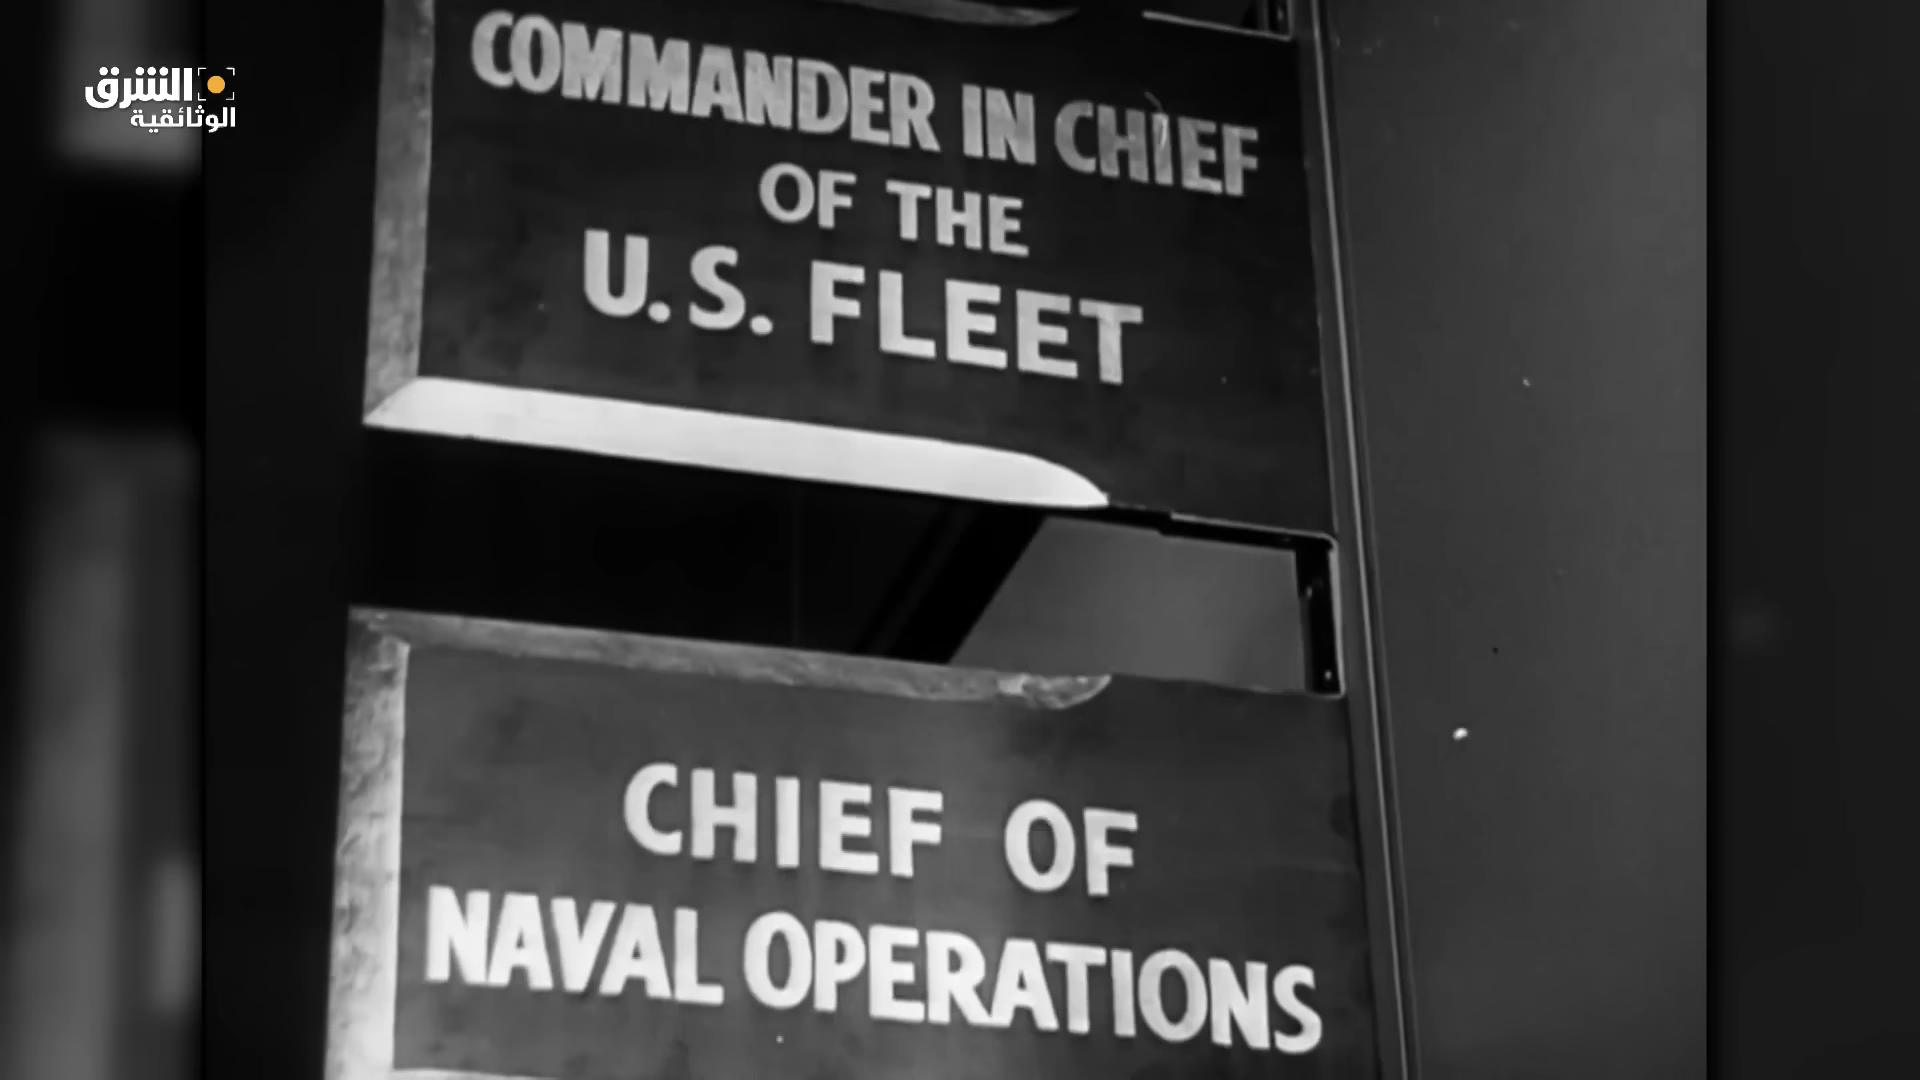 الشرق
الوثائقية
COMMANDER IN CHIEF
OF THE
U.S. FLEET
CHIEF OF
NAVAL OPERATIONS